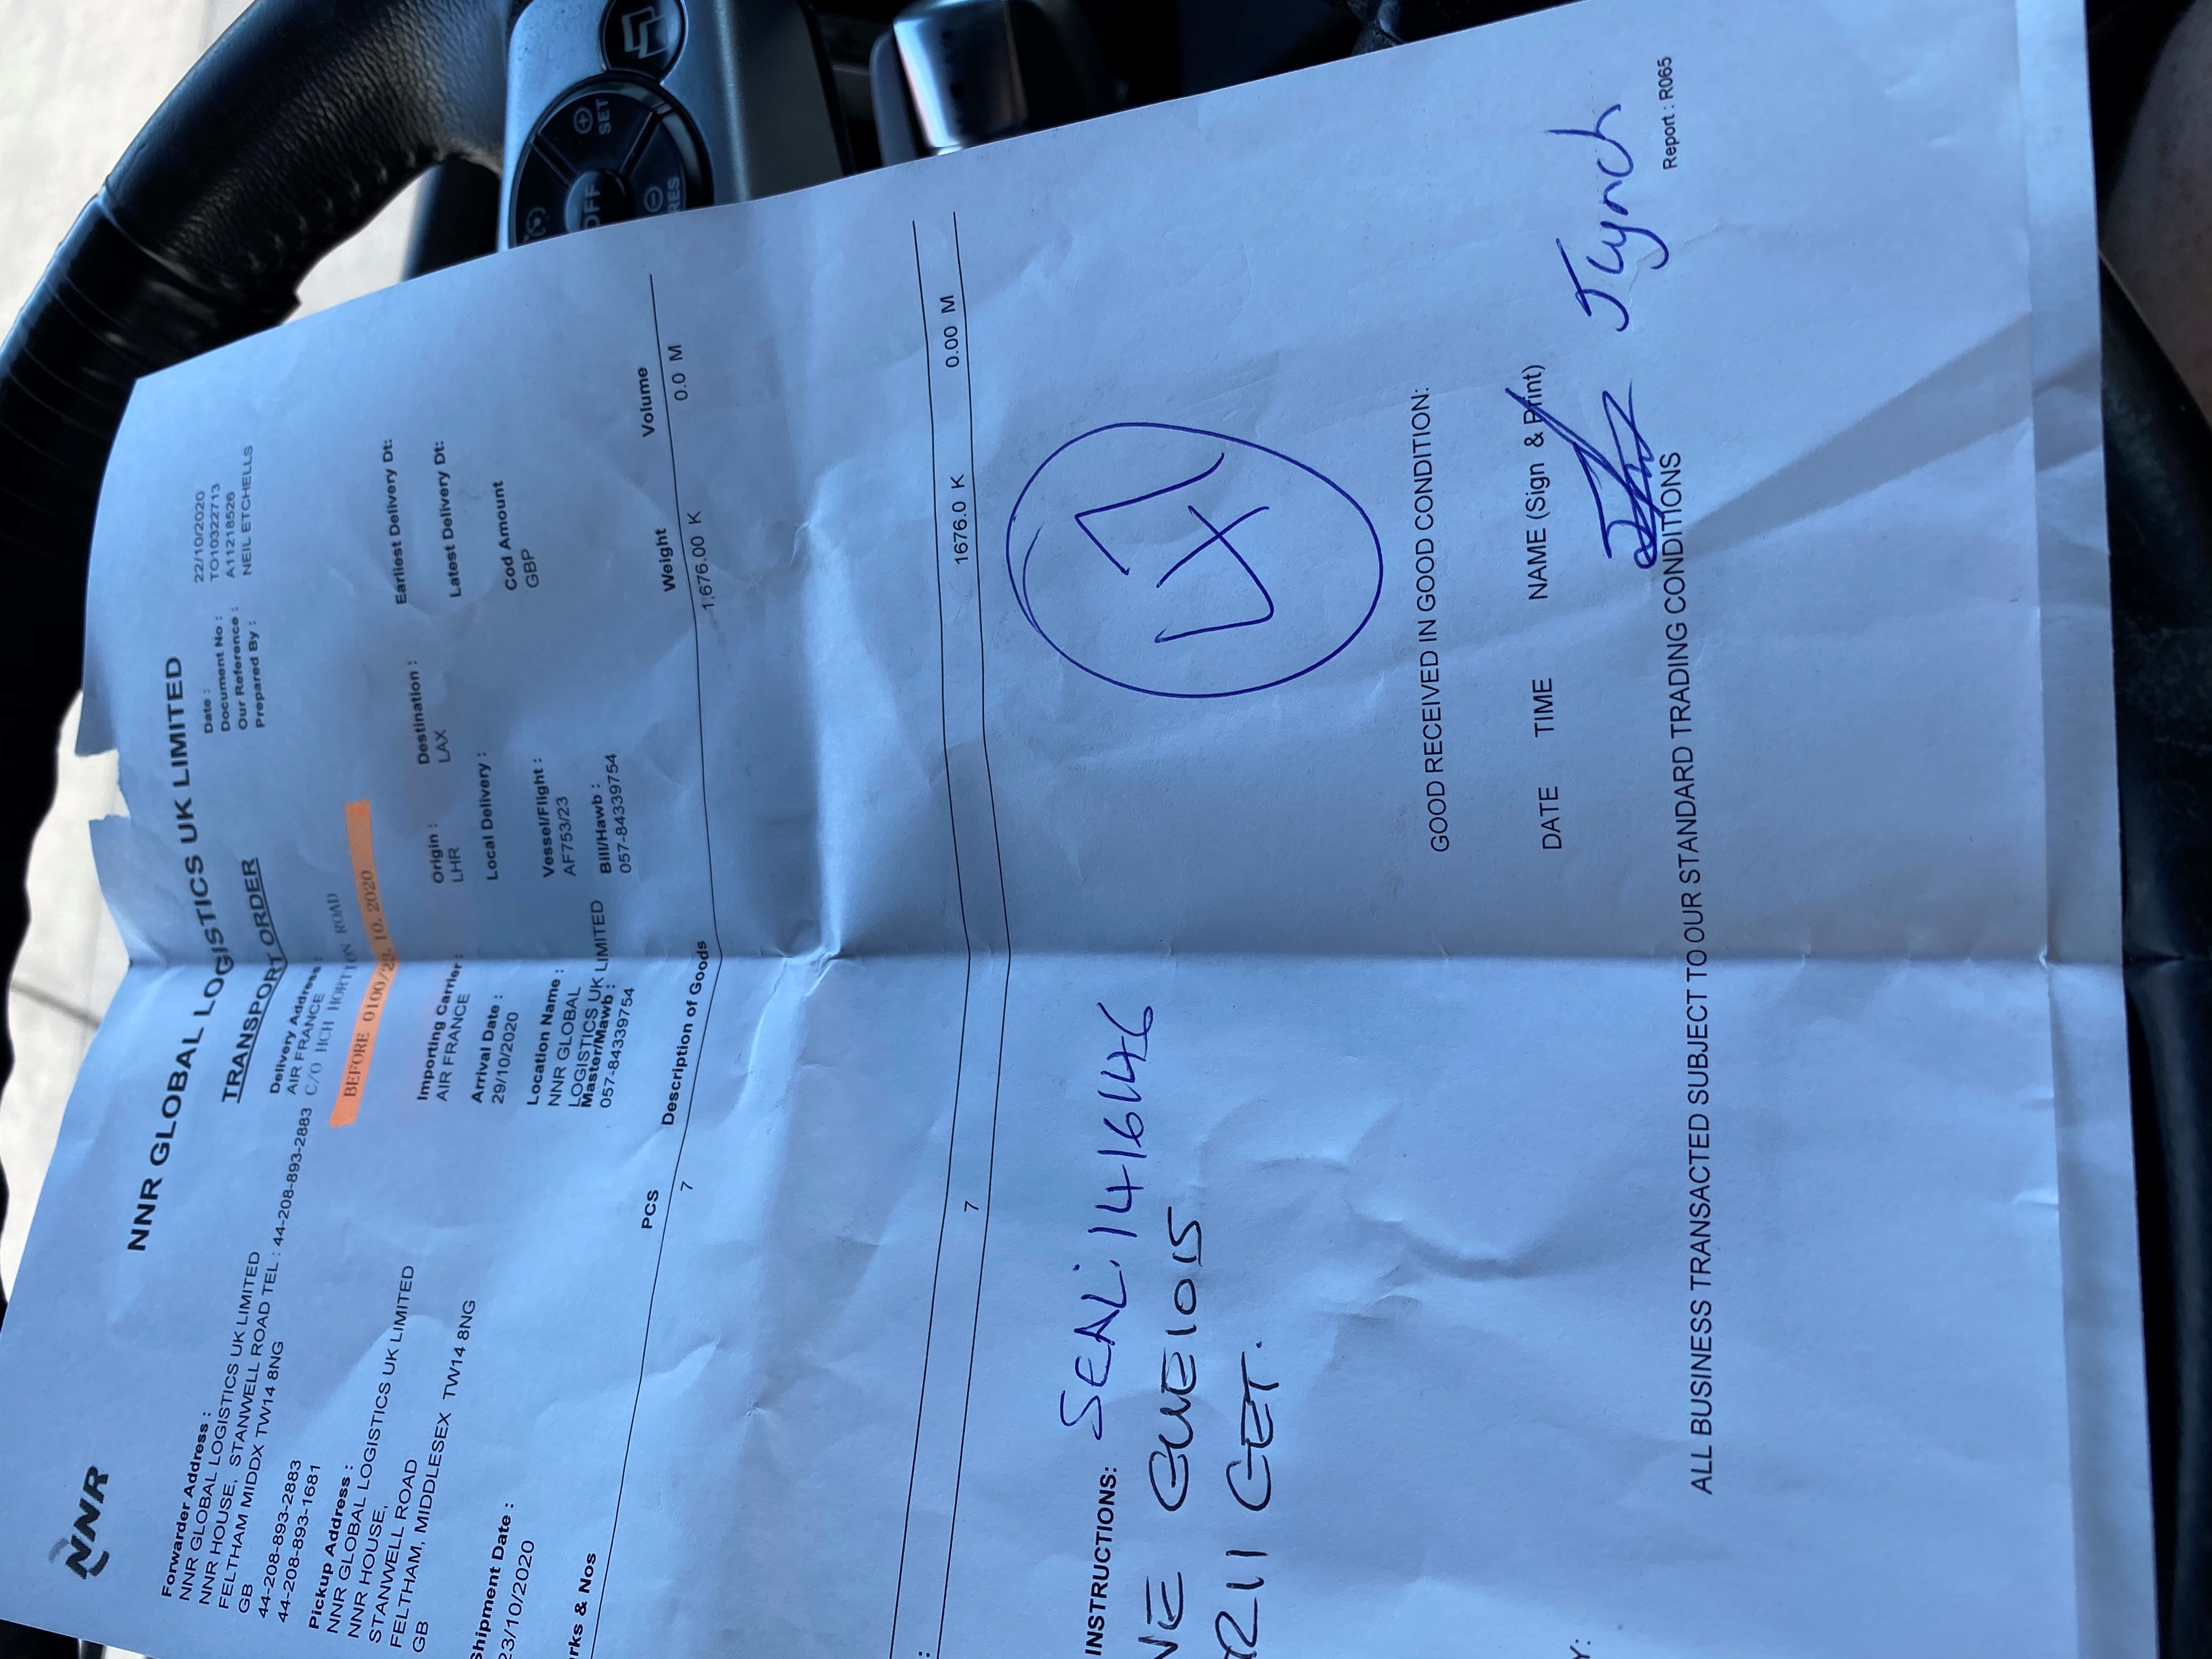 NNR
NNR GLOBAL LOGISTICS UK LIMITED
TRANSPORT ORDER
Date : 22/10/2020
Document No : TO10322713
Our Reference : A11218526
Prepared By : NEIL ETCHELLS
Forwarder Address :
NNR GLOBAL LOGISTICS UK LIMITED
NNR HOUSE, STANWELL ROAD
FELTHAM MIDDX TW14 8NG TEL : 44-208-893-2883
GB
44-208-893-2883
44-208-893-1681
Delivery Address :
AIR FRANCE
C/O HCH HORTON ROAD
BEFORE 0100/23.10.2020
Pickup Address :
NNR GLOBAL LOGISTICS UK LIMITED
NNR HOUSE,
STANWELL ROAD
FELTHAM, MIDDLESEX TW14 8NG
GB
Importing Carrier : Origin : Destination : Earliest Delivery Dt:
AIR FRANCE LHR LAX
Arrival Date : Local Delivery : Latest Delivery Dt:
29/10/2020
Shipment Date : Location Name : Vessel/Flight : Cod Amount
23/10/2020 NNR GLOBAL AF753/23 GBP
LOGISTICS UK LIMITED
Master/Mawb : Bill/Hawb :
057-84339754 057-84339754
rks & Nos PCS Description of Goods Weight Volume
7 1,676.00 K 0.0 M
: 7 1676.0 K 0.00 M
INSTRUCTIONS: SEAL: 1416446
R11 GET.
GOOD RECEIVED IN GOOD CONDITION:
Y: DATE TIME NAME (Sign & Print)
ALL BUSINESS TRANSACTED SUBJECT TO OUR STANDARD TRADING CONDITIONS
Report : R065
OFF
SET
RES